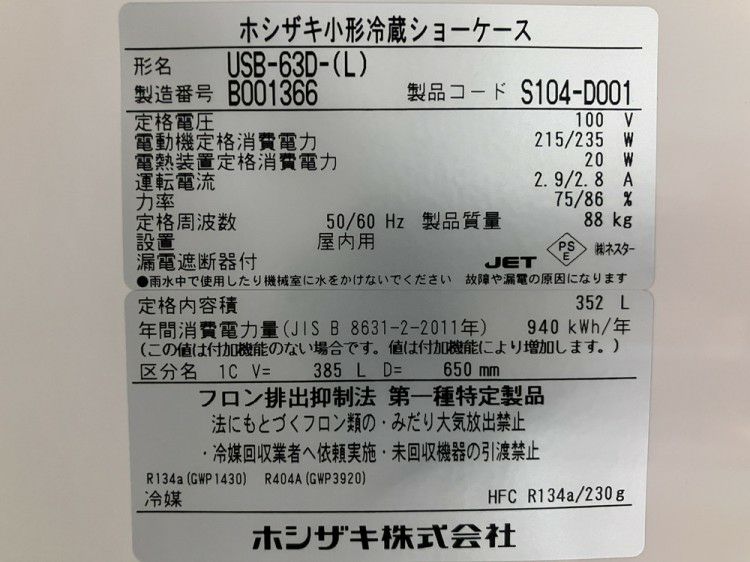 ホシザキ小形冷蔵ショーケース
形名 USB-63D-(L)
製造番号 B001366 製品コード S104-D001
定格電圧 100 V
電動機定格消費電力 215/235 W
電熱装置定格消費電力 20 W
運転電流 2.9/2.8 A
力率 75/86 %
定格周波数 50/60 Hz 製品質量 88 kg
設置 屋内用
漏電遮断器付 JET PSE ㈱ネスター
●雨水中で使用したり機械室に水をかけないでください 故障や漏電の原因になります
定格内容積 352 L
年間消費電力量(JIS B 8631-2-2011年) 940 kWh/年
(この値は付加機能のない場合です。値は付加機能により増加します。)
区分名 1C V= 385 L D= 650 mm
フロン排出抑制法 第一種特定製品
法にもとづくフロン類の・みだり大気放出禁止
・冷媒回収業者へ依頼実施・未回収機器の引渡禁止
R134a(GWP1430) R404A(GWP3920)
冷媒 HFC R134a/230g
ホシザキ株式会社